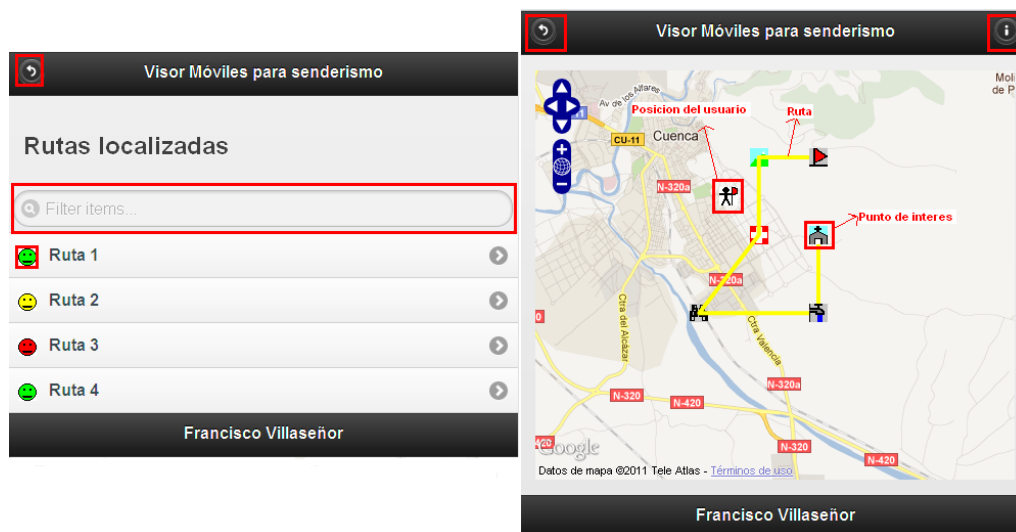 Visor Móviles para senderismo
Rutas localizadas
Filter items...
Ruta 1
Ruta 2
Ruta 3
Ruta 4
Francisco Villaseñor
Visor Móviles para senderismo
Moli
de P
Av de los Alfares
Posicion del usuario
Ruta
CU-11
Cuenca
N-320a
Punto de interes
N-320a
Ctra del Alcázar
Ctra Valencia
N-320a
N-320
N-420
N-320
N-420
420
Google
Datos de mapa ©2011 Tele Atlas - Términos de uso
Francisco Villaseñor